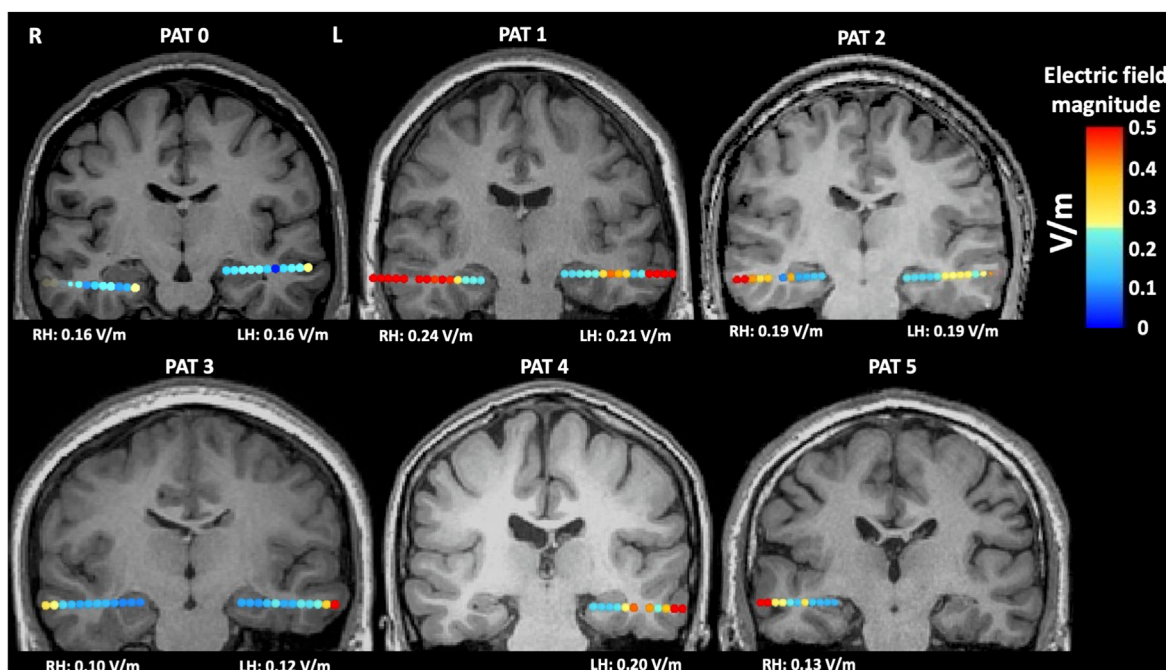 R
PAT 0
L
PAT 1
PAT 2
Electric field
magnitude
0.5
0.4
0.3
0.2
0.1
0
V/m
RH: 0.16 V/m
LH: 0.16 V/m
RH: 0.24 V/m
LH: 0.21 V/m
RH: 0.19 V/m
LH: 0.19 V/m
PAT 3
PAT 4
PAT 5
RH: 0.10 V/m
LH: 0.12 V/m
LH: 0.20 V/m
RH: 0.13 V/m